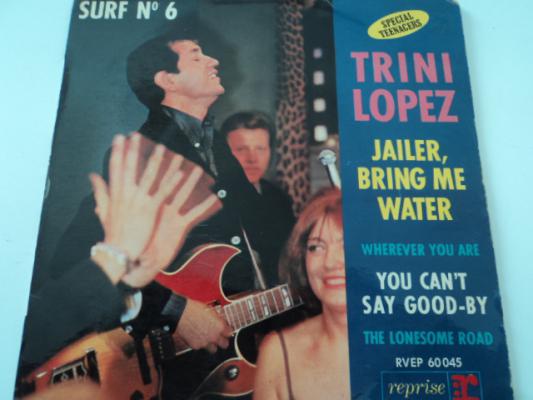 SURF Nº 6
SPECIAL
TEENAGERS
TRINI
LOPEZ
JAILER,
BRING ME
WATER
WHEREVER YOU ARE
YOU CAN'T
SAY GOOD-BY
THE LONESOME ROAD
RVEP 60045
reprise r